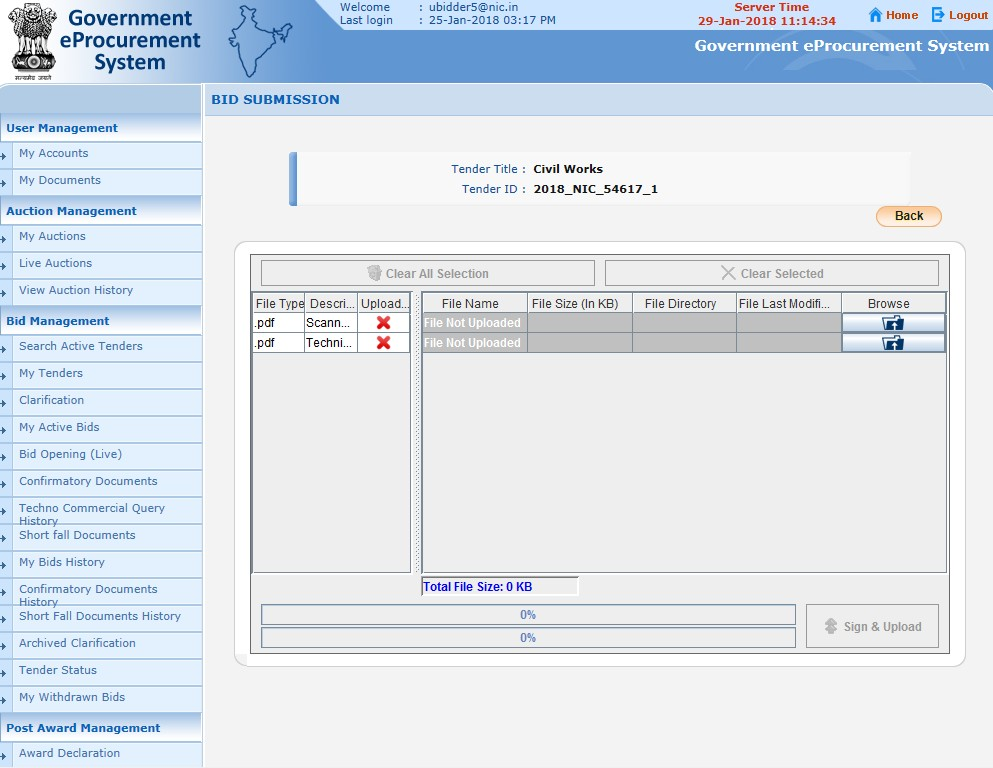 Government
eProcurement
System
सत्यमेव जयते
Welcome : ubidder5@nic.in
Last login : 25-Jan-2018 03:17 PM
Server Time
29-Jan-2018 11:14:34
Home
Logout
Government eProcurement System
BID SUBMISSION
User Management
My Accounts
My Documents
Auction Management
My Auctions
Live Auctions
View Auction History
Bid Management
Search Active Tenders
My Tenders
Clarification
My Active Bids
Bid Opening (Live)
Confirmatory Documents
Techno Commercial Query
History
Short fall Documents
My Bids History
Confirmatory Documents
History
Short Fall Documents History
Archived Clarification
Tender Status
My Withdrawn Bids
Post Award Management
Award Declaration
Tender Title : Civil Works
Tender ID : 2018_NIC_54617_1
Back
Clear All Selection
Clear Selected
File Type Descri... Upload... File Name File Size (In KB) File Directory File Last Modifi... Browse
.pdf Scann... File Not Uploaded
.pdf Techni... File Not Uploaded
Total File Size: 0 KB
0%
0%
Sign & Upload